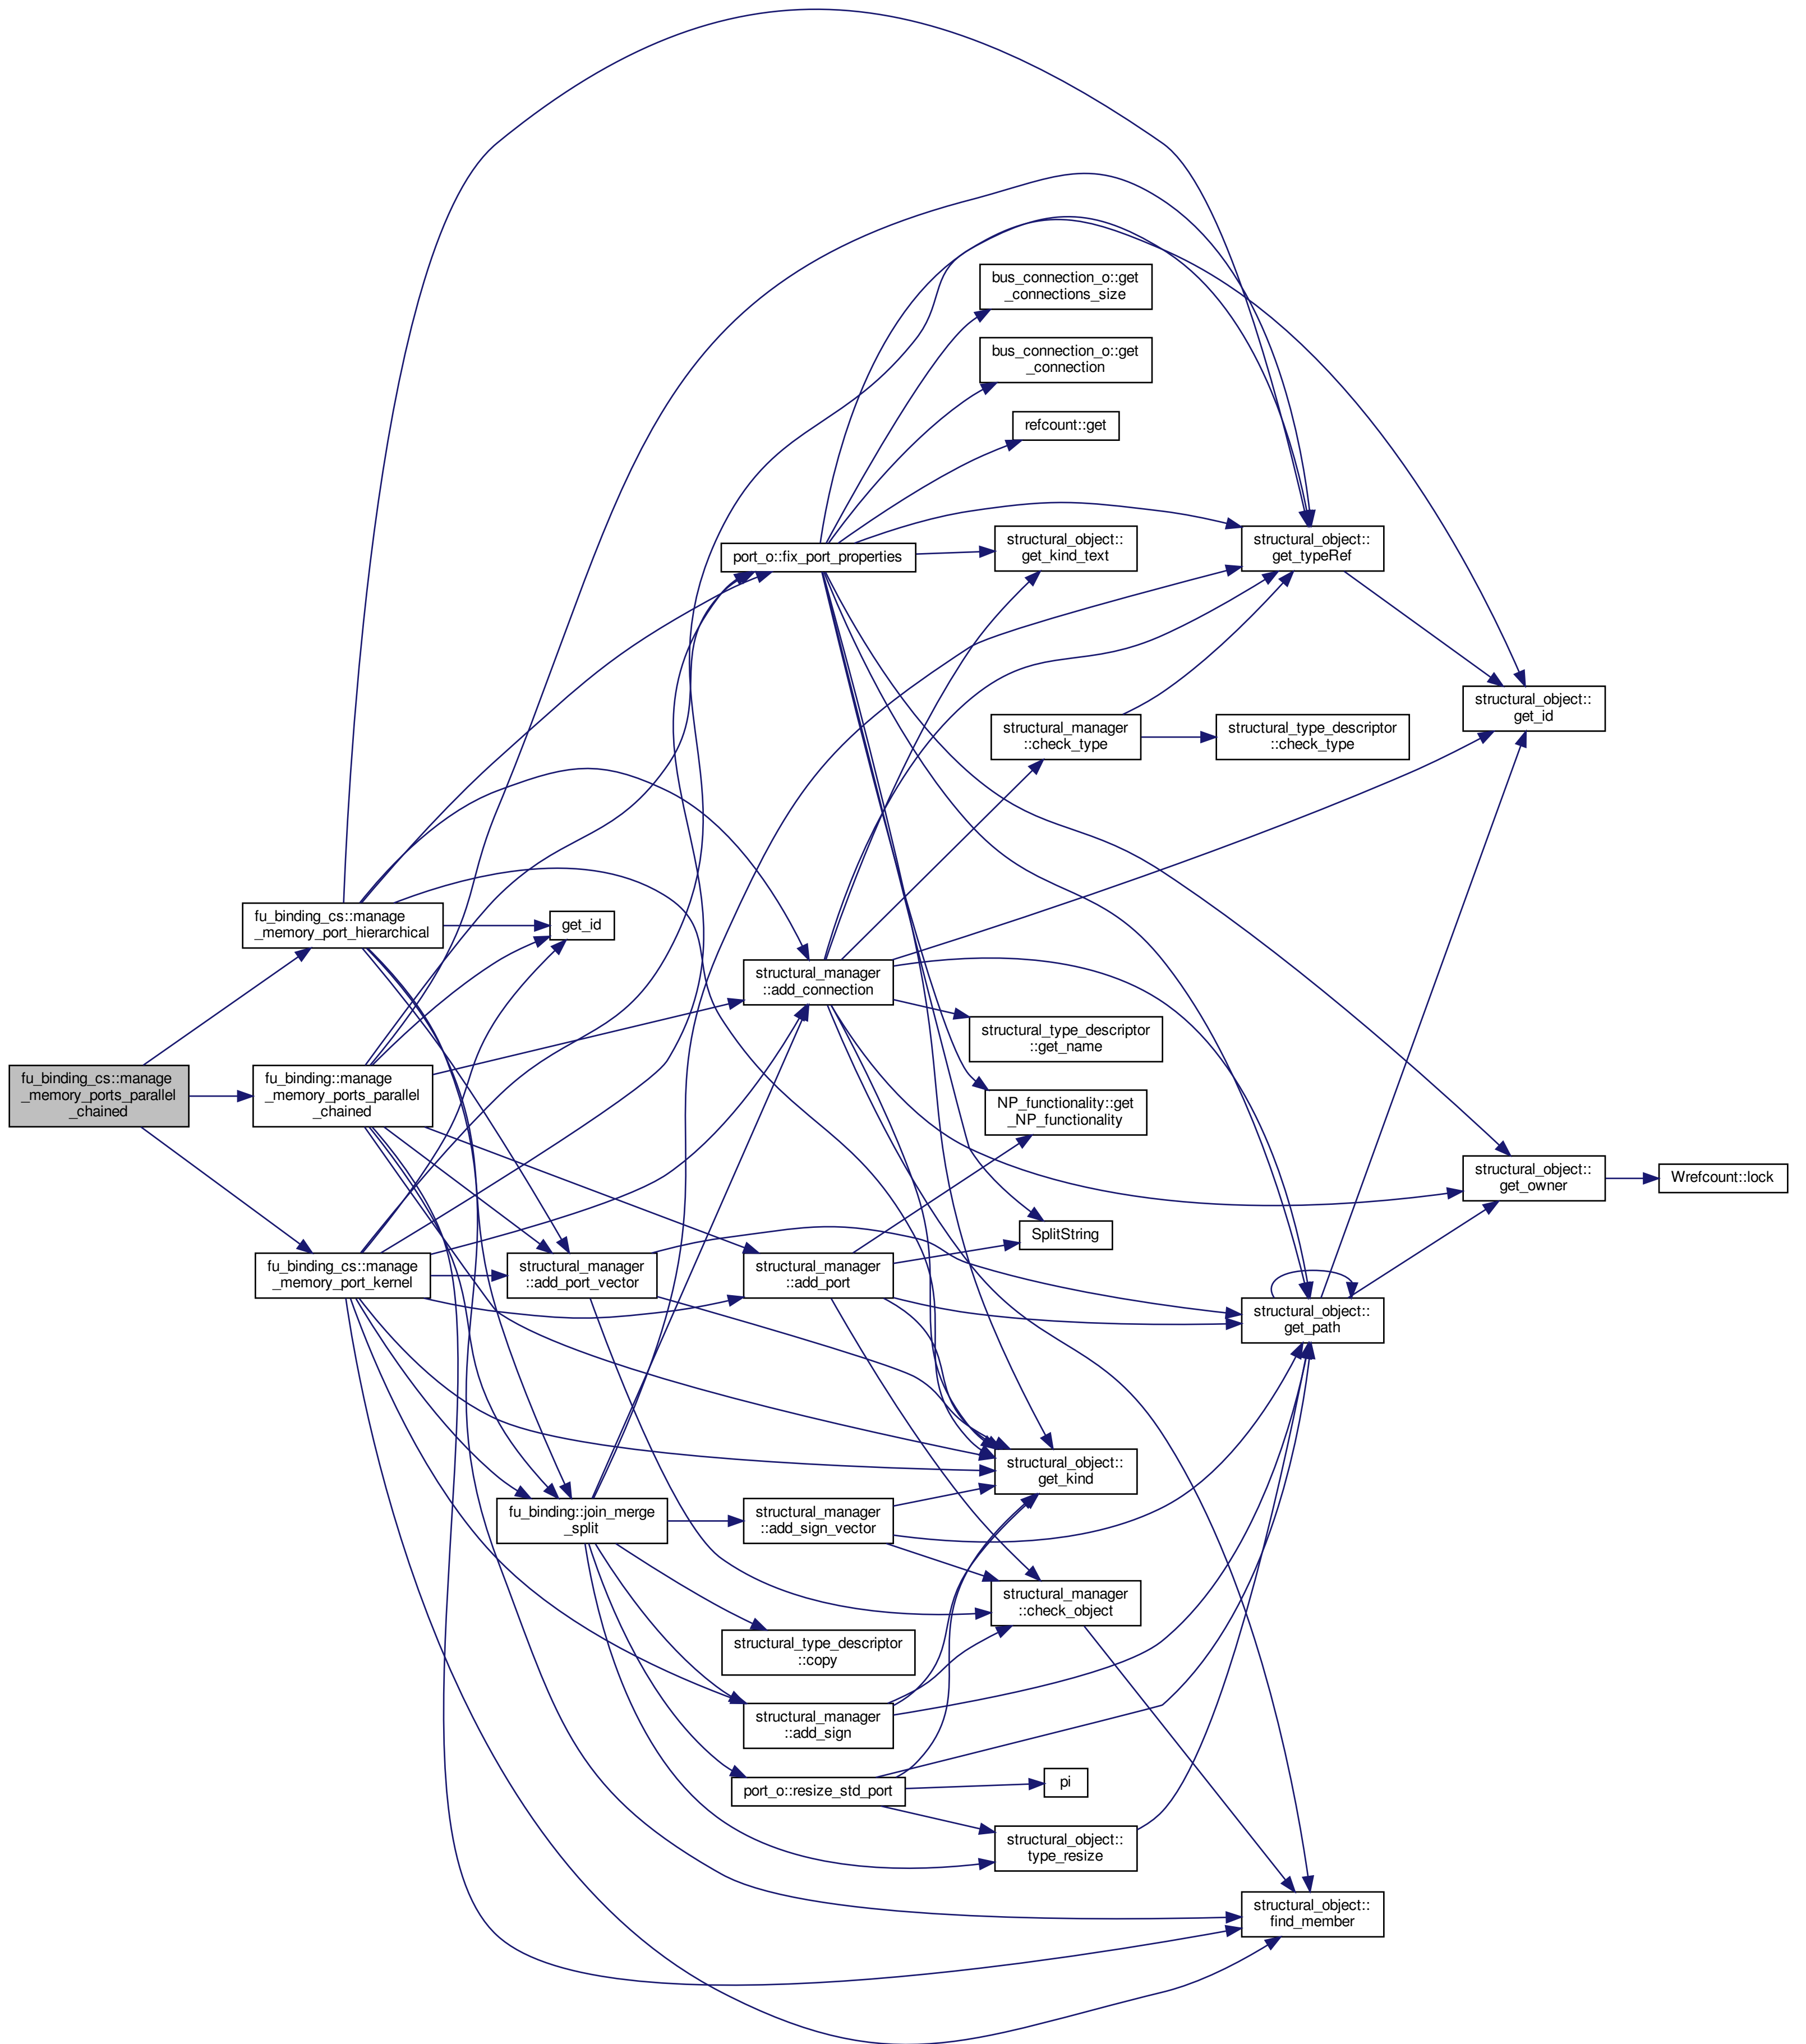 bus_connection_o::get
_connections_size
bus_connection_o::get
_connection
refcount::get
port_o::fix_port_properties
structural_object::
get_kind_text
structural_object::
get_typeRef
structural_object::
get_id
structural_manager
::check_type
structural_type_descriptor
::check_type
fu_binding_cs::manage
_memory_port_hierarchical
get_id
structural_manager
::add_connection
structural_type_descriptor
::get_name
fu_binding_cs::manage
_memory_ports_parallel
_chained
fu_binding::manage
_memory_ports_parallel
_chained
NP_functionality::get
_NP_functionality
structural_object::
get_owner
Wrefcount::lock
SplitString
fu_binding_cs::manage
_memory_port_kernel
structural_manager
::add_port_vector
structural_manager
::add_port
structural_object::
get_path
structural_object::
get_kind
fu_binding::join_merge
_split
structural_manager
::add_sign_vector
structural_manager
::check_object
structural_type_descriptor
::copy
structural_manager
::add_sign
port_o::resize_std_port
pi
structural_object::
type_resize
structural_object::
find_member